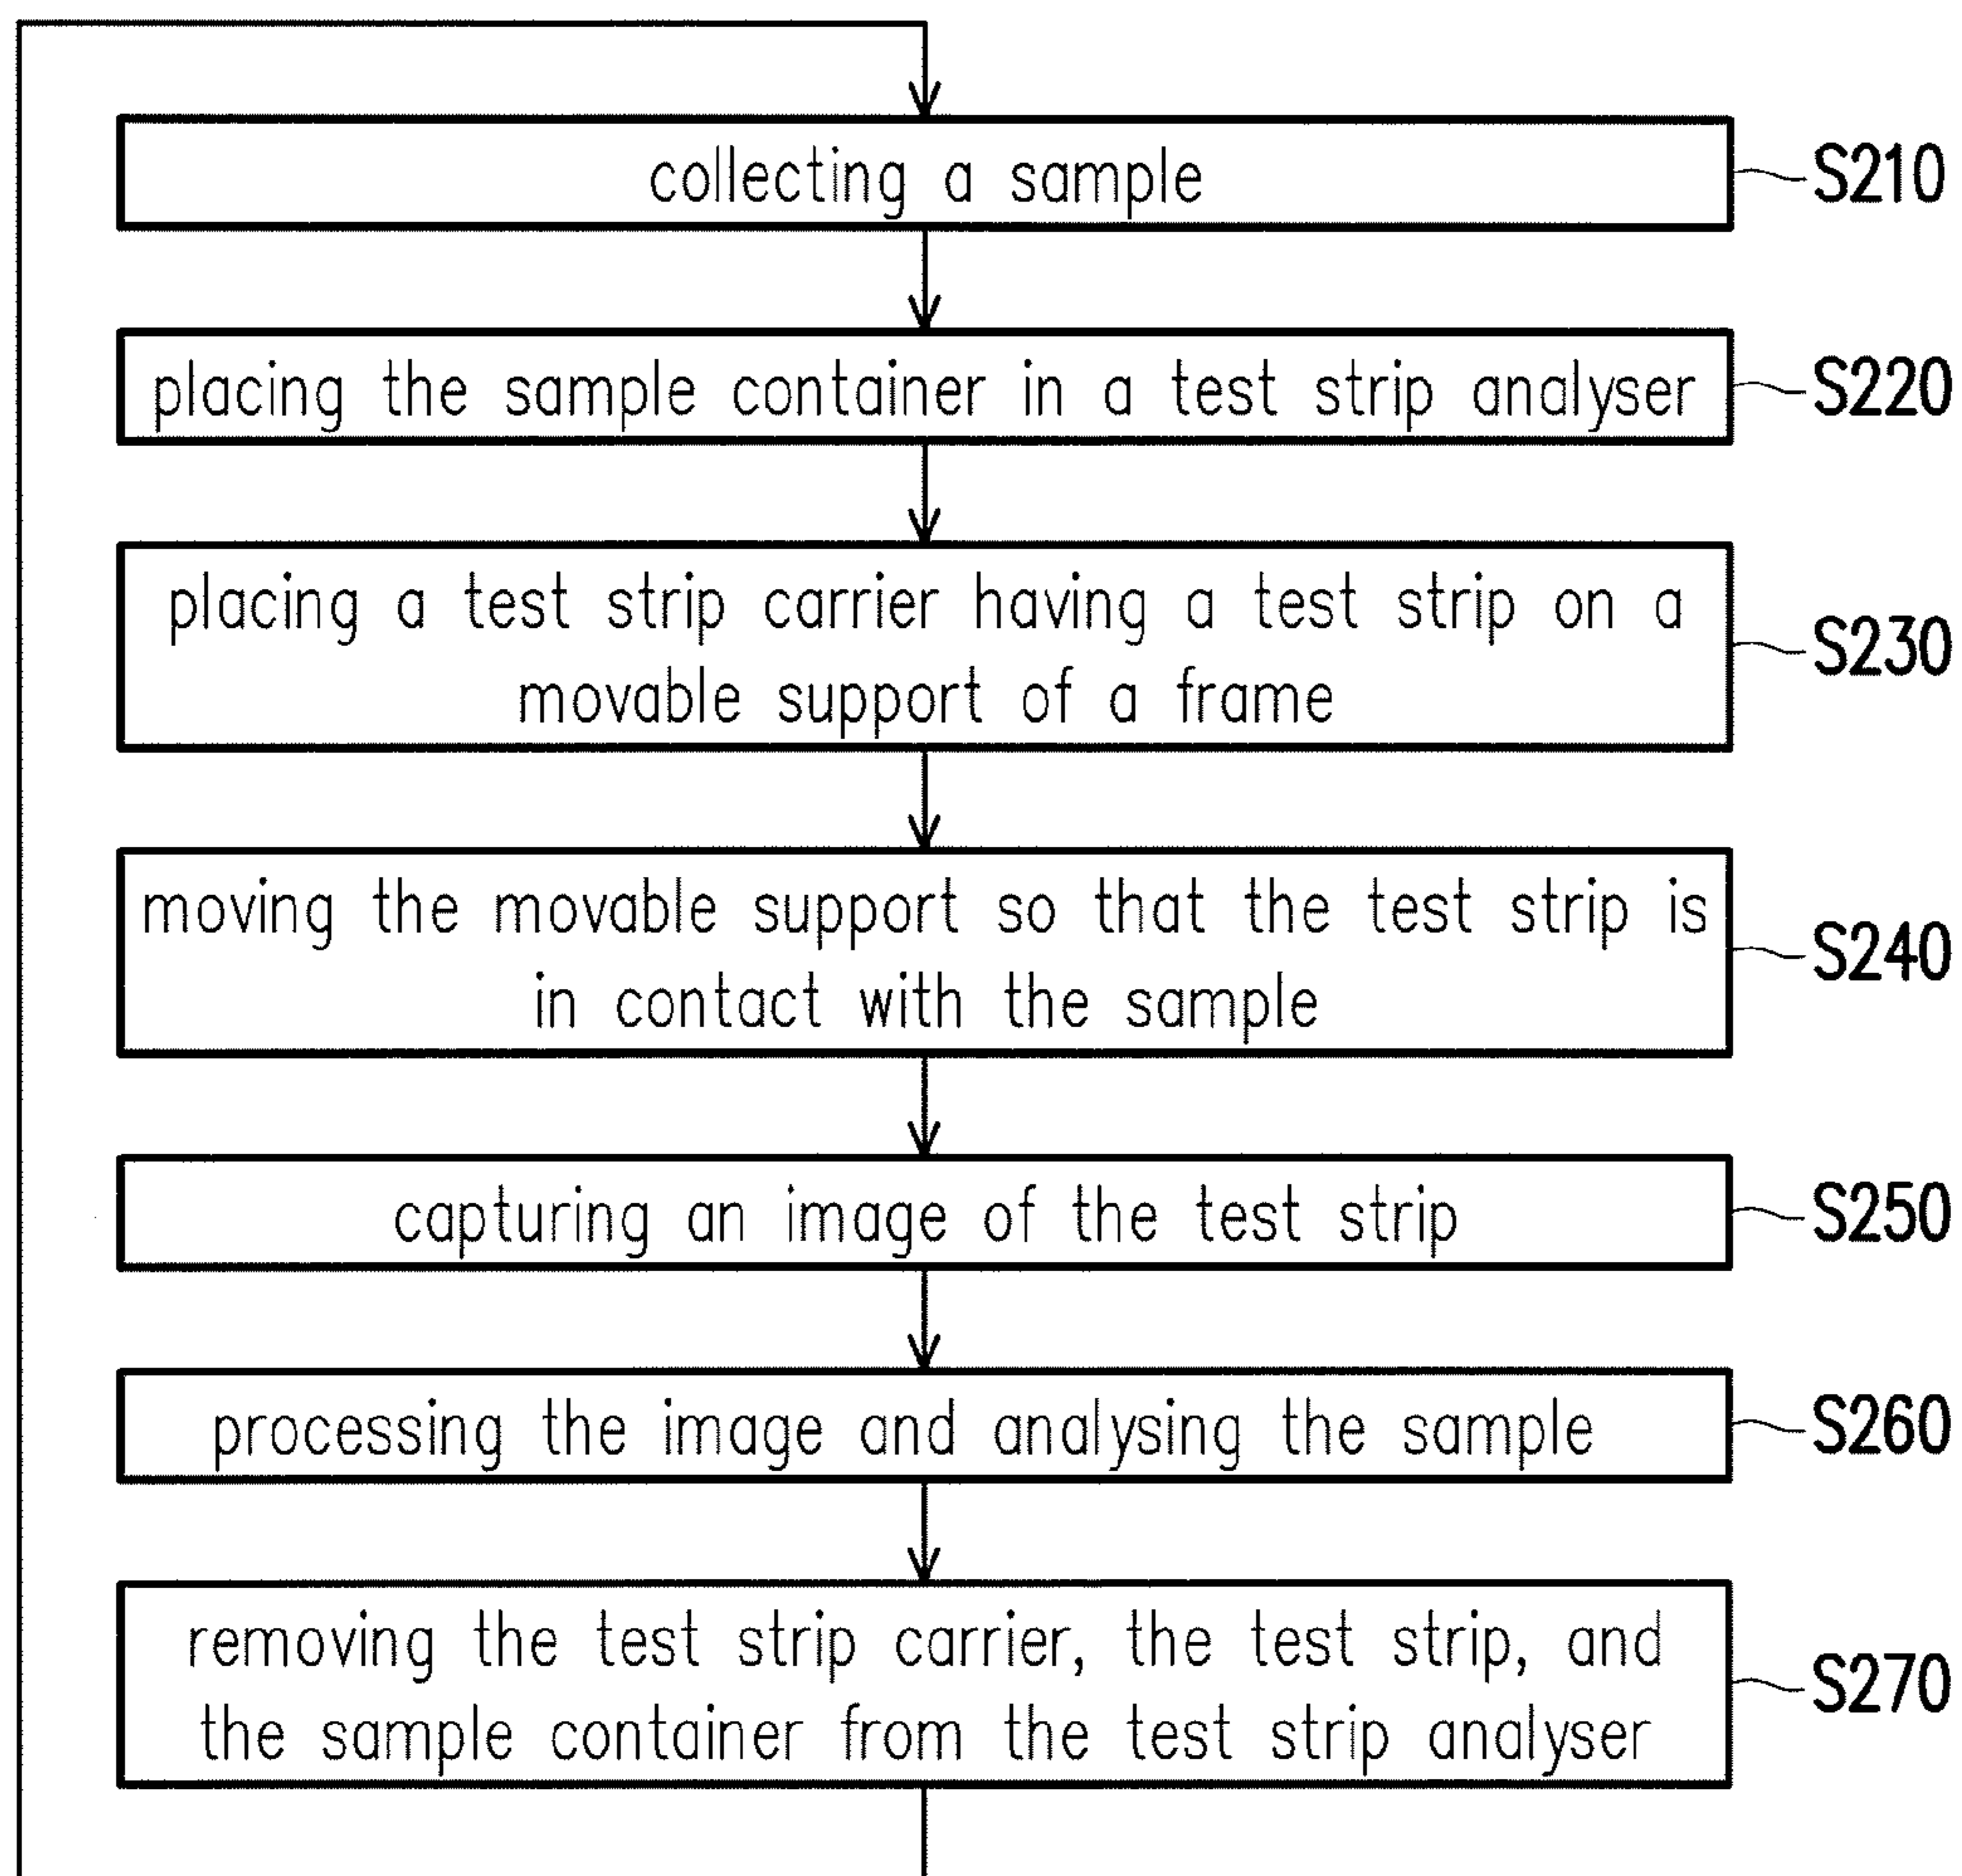 collecting a sample
S210
placing the sample container in a test strip analyser
S220
placing a test strip carrier having a test strip on a
movable support of a frame
S230
moving the movable support so that the test strip is
in contact with the sample
S240
capturing an image of the test strip
S250
processing the image and analysing the sample
S260
removing the test strip carrier, the test strip, and
the sample container from the test strip analyser
S270